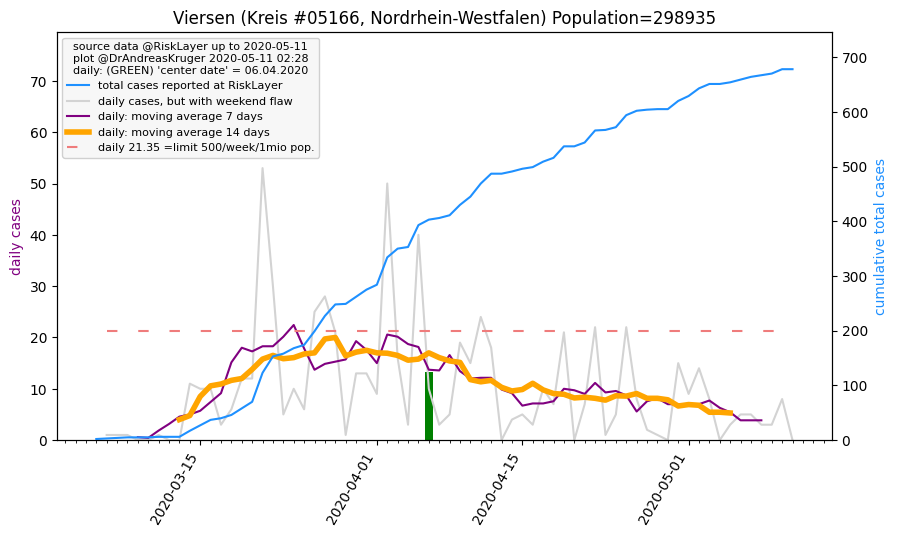 Viersen (Kreis #05166, Nordrhein-Westfalen) Population=298935
source data @RiskLayer up to 2020-05-11
plot @DrAndreasKruger 2020-05-11 02:28
daily: (GREEN) 'center date' = 06.04.2020
total cases reported at RiskLayer
daily cases, but with weekend flaw
daily: moving average 7 days
daily: moving average 14 days
daily 21.35 =limit 500/week/1mio pop.
daily cases
70
60
50
40
30
20
10
0
700
600
500
400
300
200
100
0
cumulative total cases
2020-03-15
2020-04-01
2020-04-15
2020-05-01